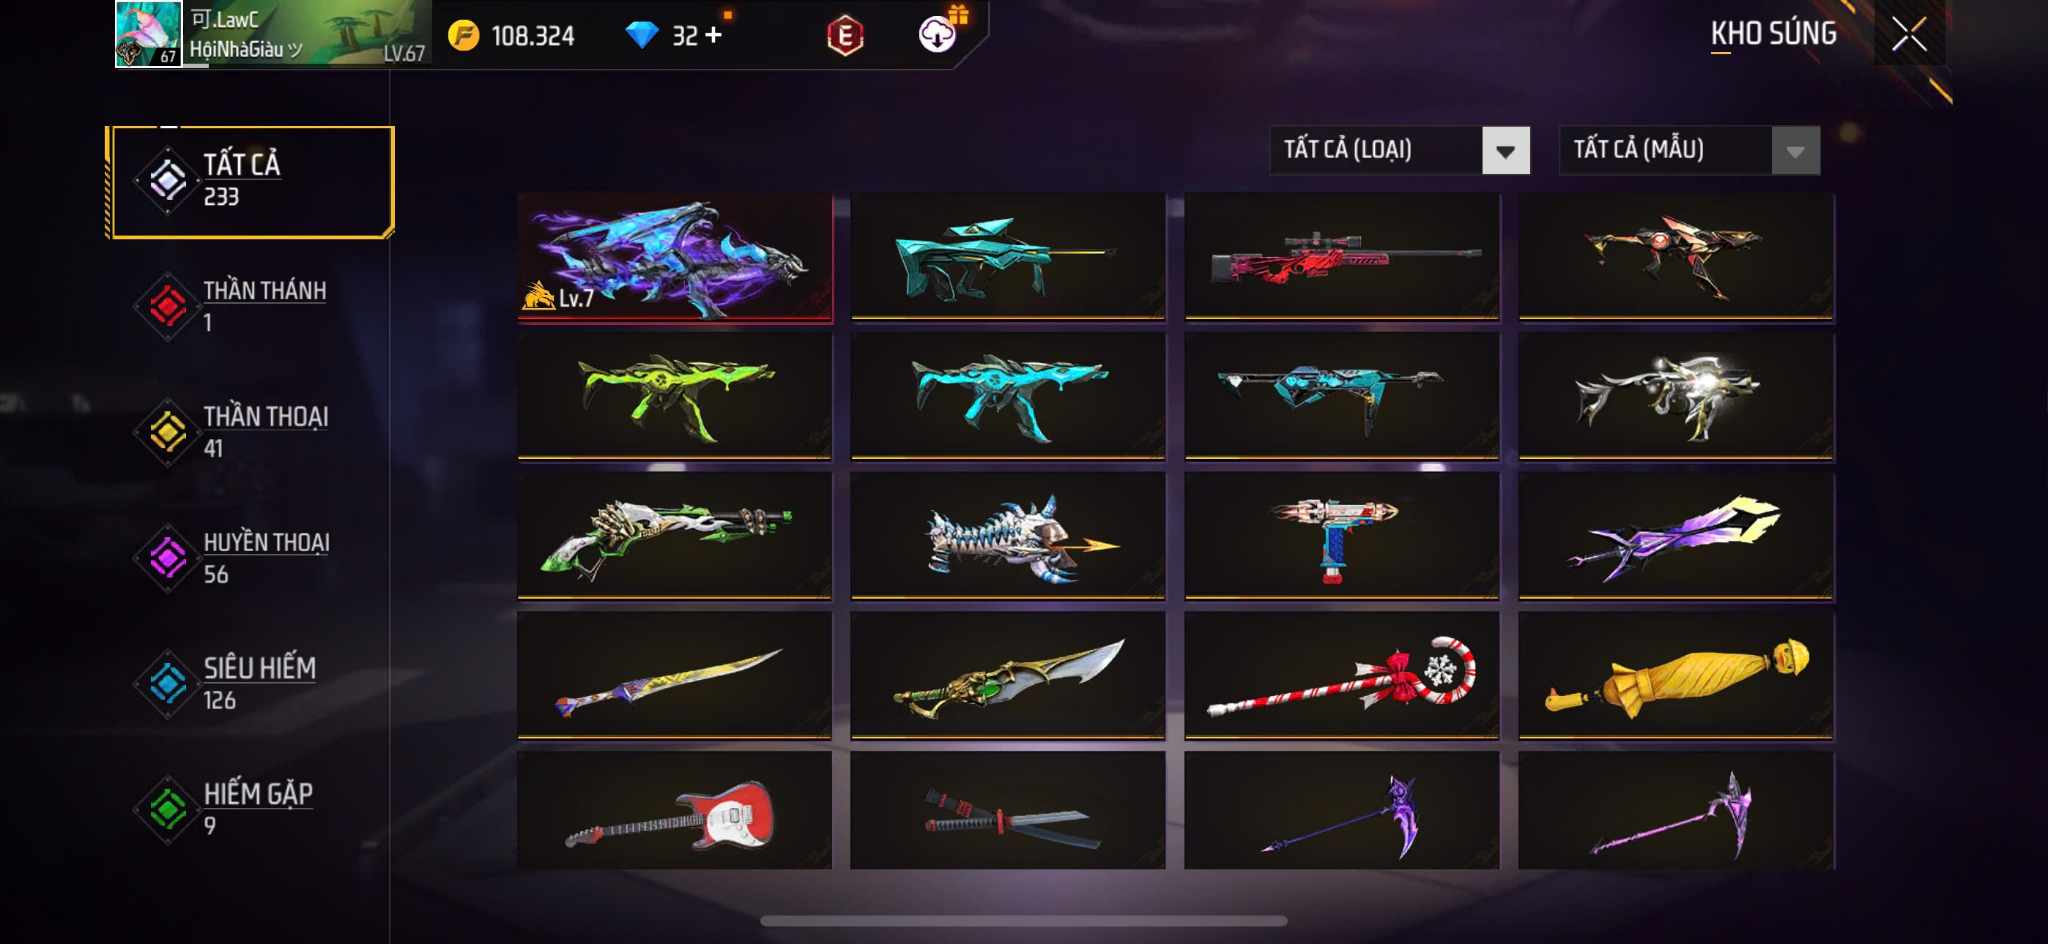 可.LawC
67
HộiNhàGiàu ツ
LV.67
108.324
32 +
E
KHO SÚNG
TẤT CẢ (LOẠI)
TẤT CẢ (MẪU)
TẤT CẢ
233
THẦN THÁNH
1
THẦN THOẠI
41
HUYỀN THOẠI
56
SIÊU HIẾM
126
HIẾM GẶP
9
Lv.7